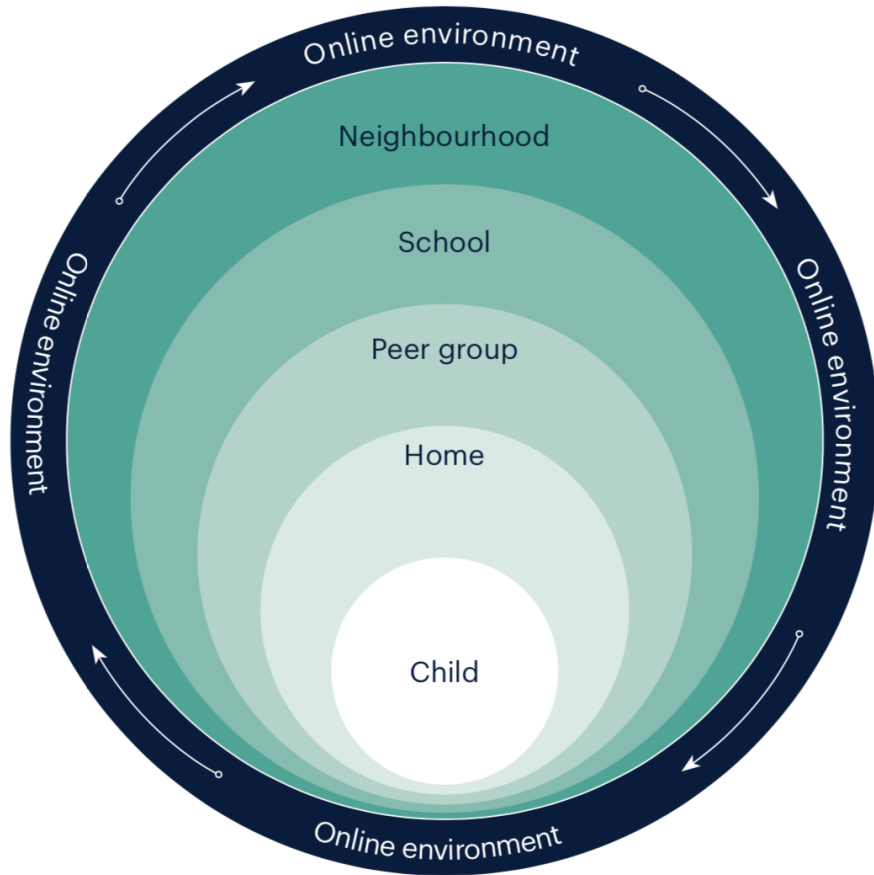 Online environment
Neighbourhood
School
Online environment
Online environment
Peer group
Home
Child
Online environment